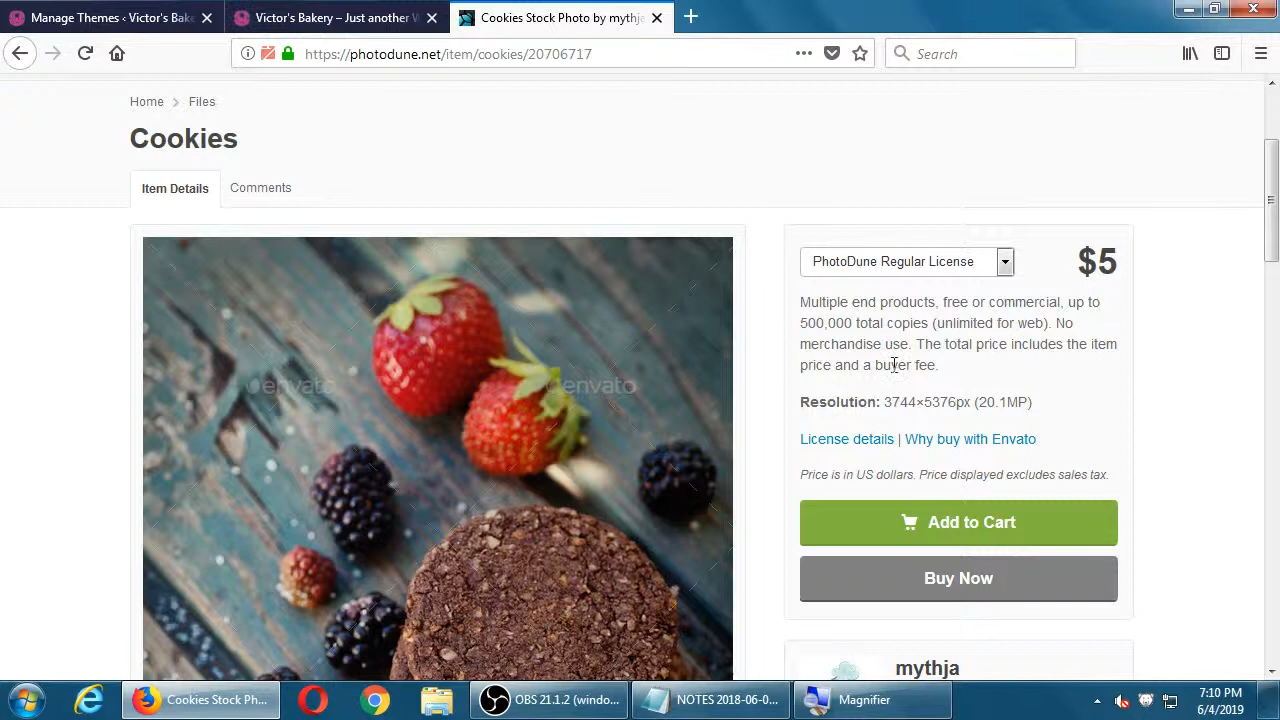 Manage Themes ‹ Victor's Bake
Victor's Bakery – Just another W
Cookies Stock Photo by mythja
https://photodune.net/item/cookies/20706717
Search
Home
Files
Cookies
Item Details
Comments
envato
envato
PhotoDune Regular License
$5
Multiple end products, free or commercial, up to
500,000 total copies (unlimited for web). No
merchandise use. The total price includes the item
price and a buyer fee.
Resolution: 3744×5376px (20.1MP)
License details | Why buy with Envato
Price is in US dollars. Price displayed excludes sales tax.
Add to Cart
Buy Now
mythja
Cookies Stock Ph...
OBS 21.1.2 (windo...
NOTES 2018-06-0...
Magnifier
7:10 PM
6/4/2019